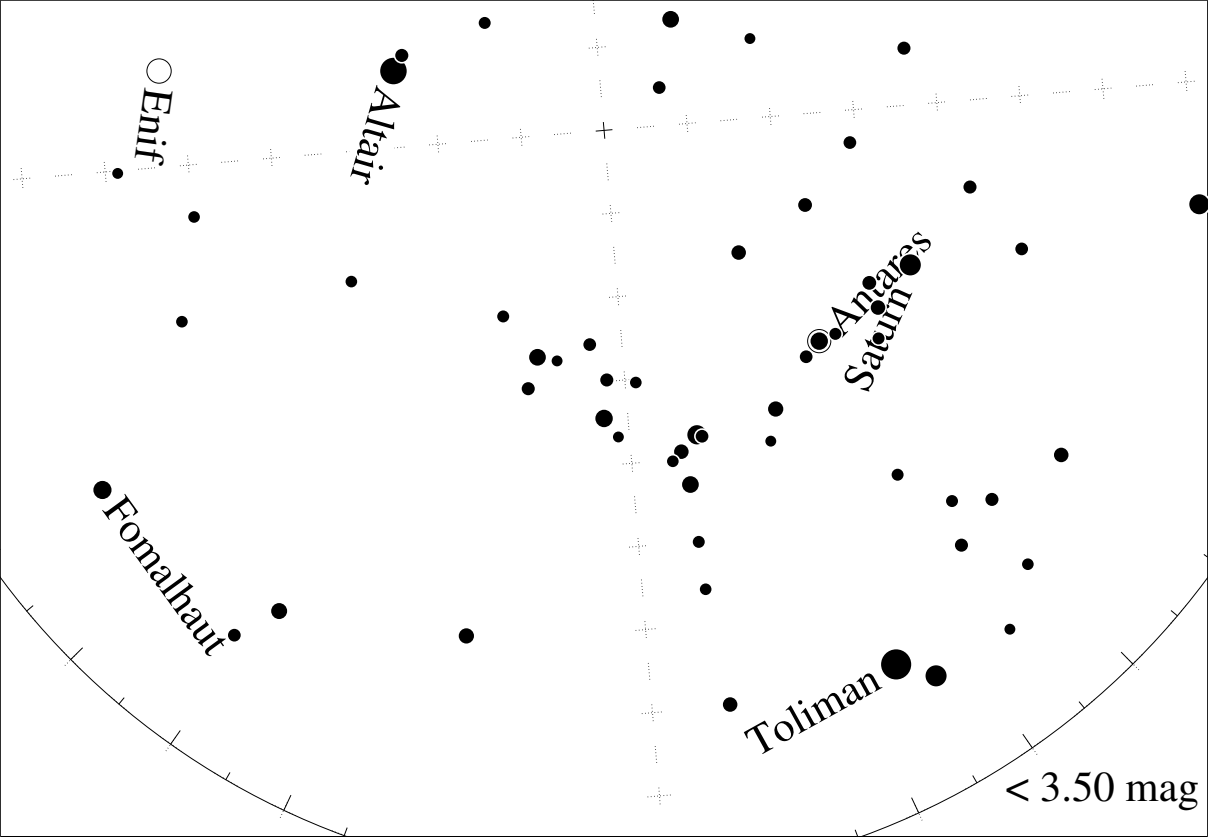 Enif
Altair
Antares
Saturn
Fomalhaut
Toliman
< 3.50 mag